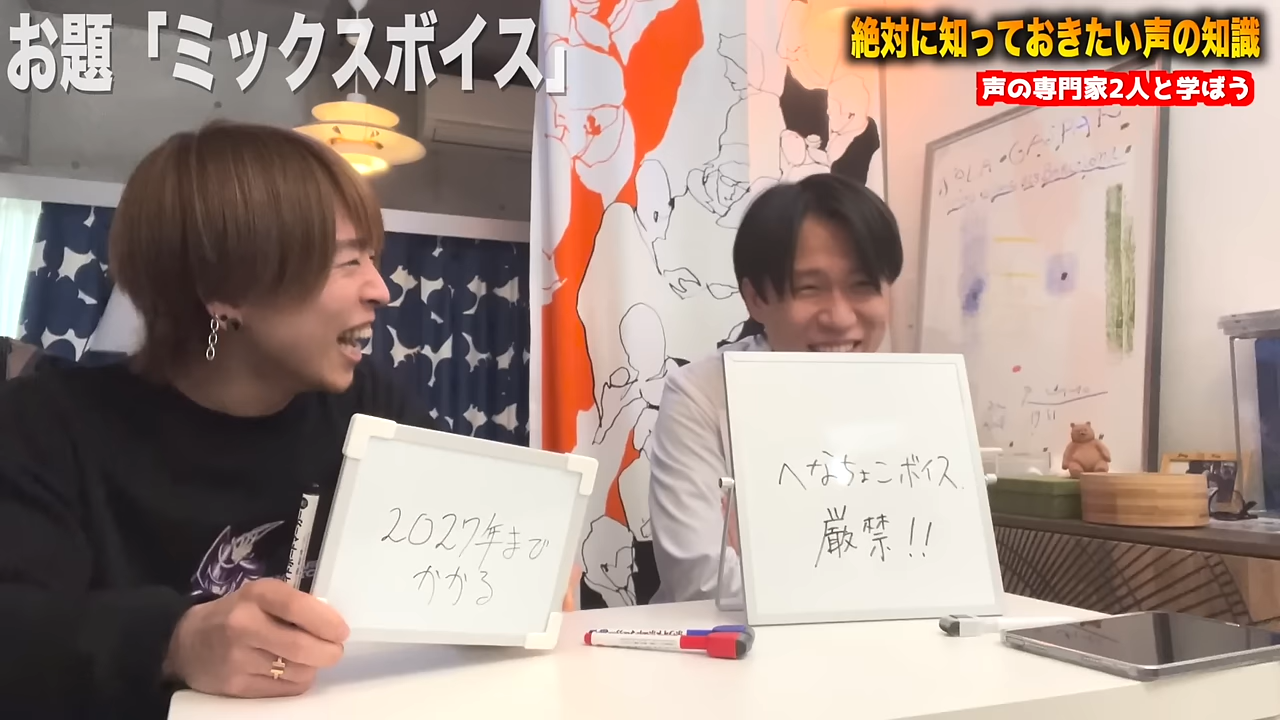 お題「ミックスボイス」
絶対に知っておきたい声の知識
声の専門家2人と学ぼう
2027年まで
かかる
へなちょこボイス
厳禁!!